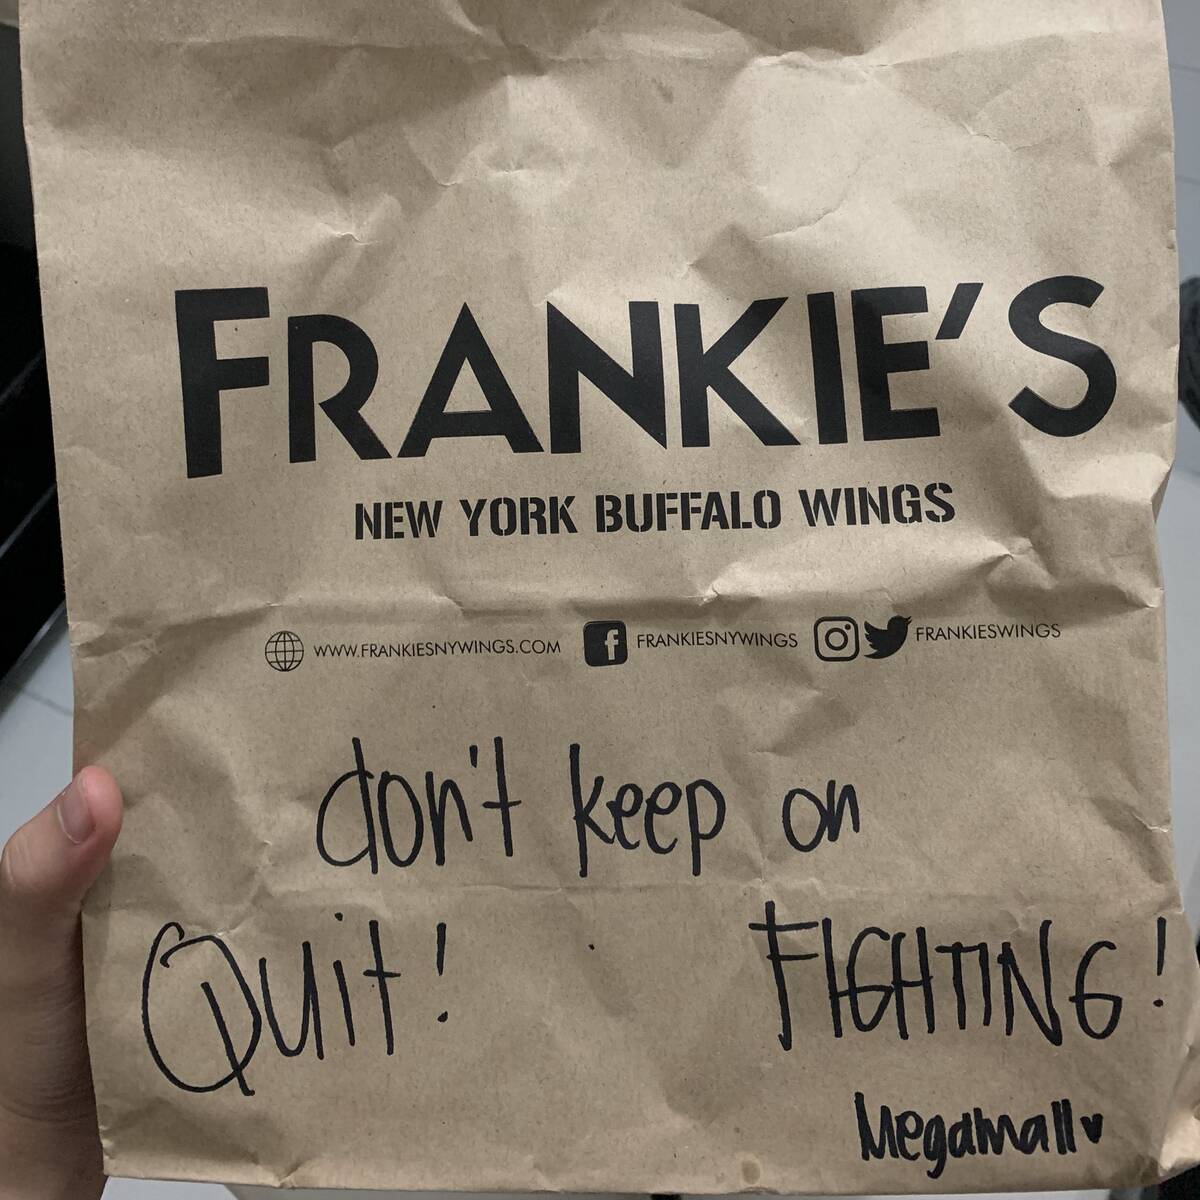 FRANKIE'S
NEW YORK BUFFALO WINGS
WWW.FRANKIESNYWINGS.COM f FRANKIESNYWINGS FRANKIESWINGS
don't keep on
Quit! FIGHTING!
Megamall